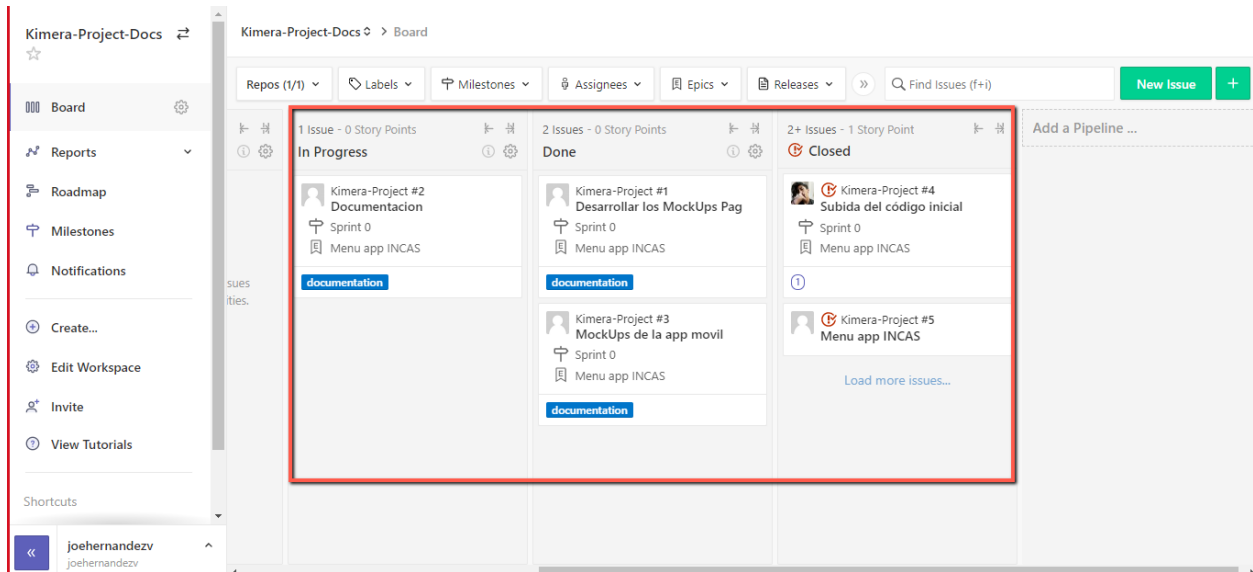 Kimera-Project-Docs
Board
Reports
Roadmap
Milestones
Notifications
Create...
Edit Workspace
Invite
View Tutorials
Shortcuts
joehernandezv
joehernandezv
Kimera-Project-Docs > Board
Repos (1/1)
Labels
Milestones
Assignees
Epics
Releases
Find Issues (f+i)
New Issue
+
sues
ities.
1 Issue - 0 Story Points
In Progress
Kimera-Project #2
Documentacion
Sprint 0
Menu app INCAS
documentation
2 Issues - 0 Story Points
Done
Kimera-Project #1
Desarrollar los MockUps Pag
Sprint 0
Menu app INCAS
documentation
Kimera-Project #3
MockUps de la app movil
Sprint 0
Menu app INCAS
documentation
2+ Issues - 1 Story Point
Closed
Kimera-Project #4
Subida del código inicial
Sprint 0
Menu app INCAS
1
Kimera-Project #5
Menu app INCAS
Load more issues...
Add a Pipeline ...